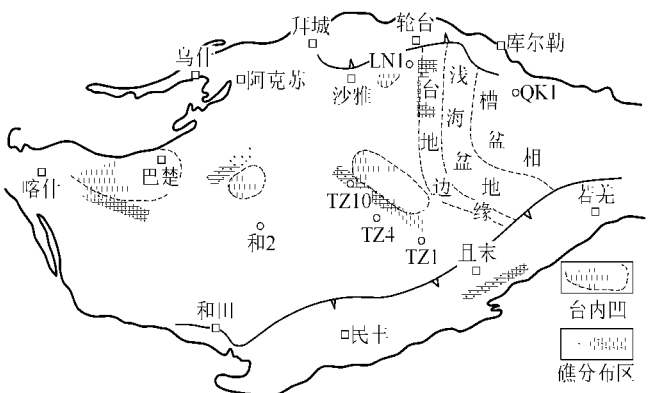 拜城
轮台
库尔勒
乌什
阿克苏
LN1
沙雅
QK1
台地边缘
浅海盆地
槽盆相
喀什
巴楚
TZ10
TZ4
TZ1
和2
若羌
且末
和田
民丰
台内凹
礁分布区